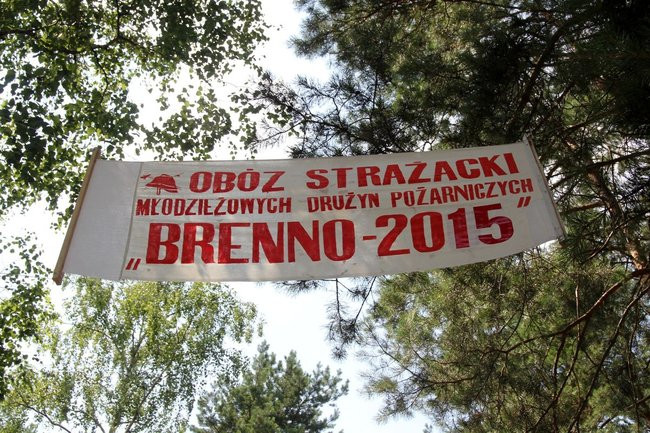 OBÓZ STRAŻACKI
MŁODZIEŻOWYCH DRUŻYN POŻARNICZYCH
„BRENNO-2015”